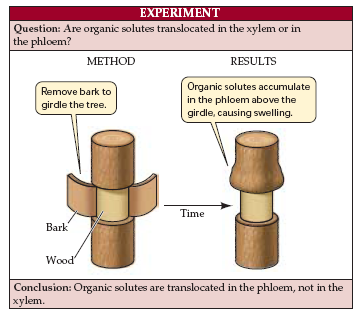 EXPERIMENT
Question: Are organic solutes translocated in the xylem or in
the phloem?
METHOD
RESULTS
Remove bark to
girdle the tree.
Organic solutes accumulate
in the phloem above the
girdle, causing swelling.
Bark
Wood
Time
Conclusion: Organic solutes are translocated in the phloem, not in the
xylem.